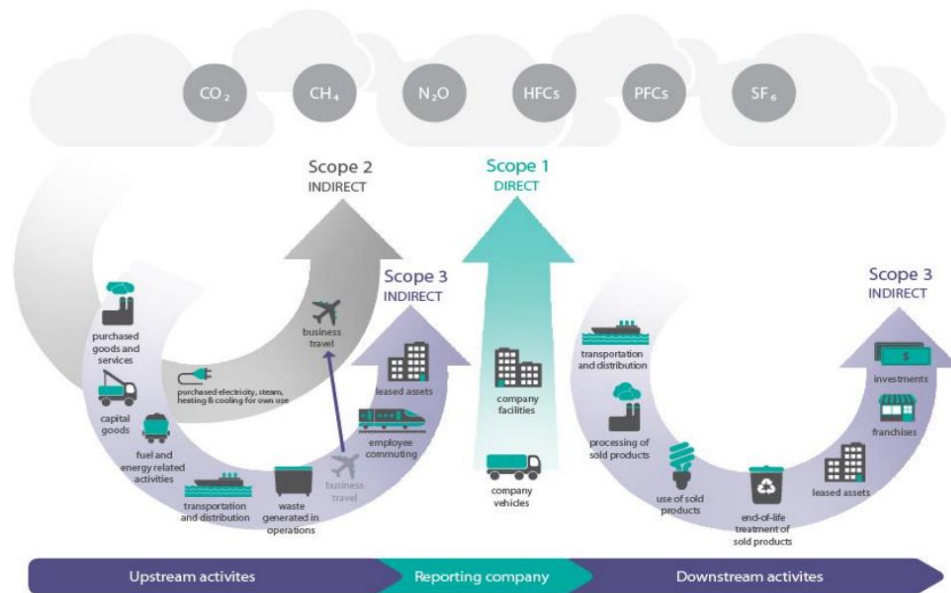 CO₂
CH₄
N₂O
HFCs
PFCs
SF₆
Scope 2
INDIRECT
Scope 1
DIRECT
Scope 3
INDIRECT
Scope 3
INDIRECT
purchased
goods and
services
capital
goods
fuel and
energy related
activities
transportation
and distribution
waste
generated in
operations
business
travel
purchased electricity, steam,
heating & cooling for own use
business
travel
employee
commuting
leased assets
company
facilities
company
vehicles
transportation
and distribution
processing of
sold products
use of sold
products
end-of-life
treatment of
sold products
leased assets
franchises
$
investments
Upstream activites
Reporting company
Downstream activites